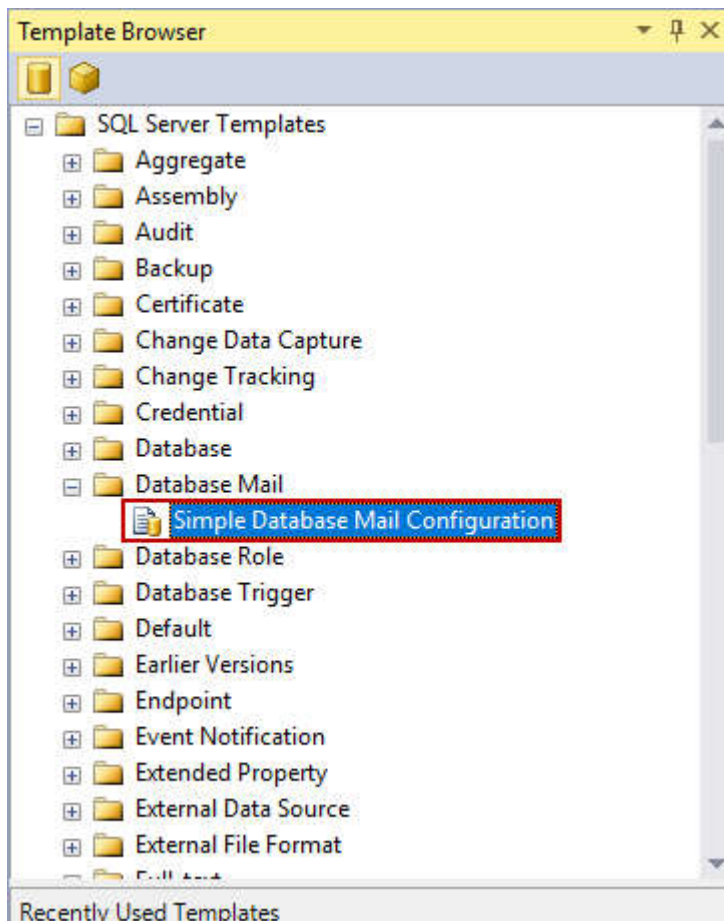 Template Browser
SQL Server Templates
Aggregate
Assembly
Audit
Backup
Certificate
Change Data Capture
Change Tracking
Credential
Database
Database Mail
Simple Database Mail Configuration
Database Role
Database Trigger
Default
Earlier Versions
Endpoint
Event Notification
Extended Property
External Data Source
External File Format
Recently Used Templates